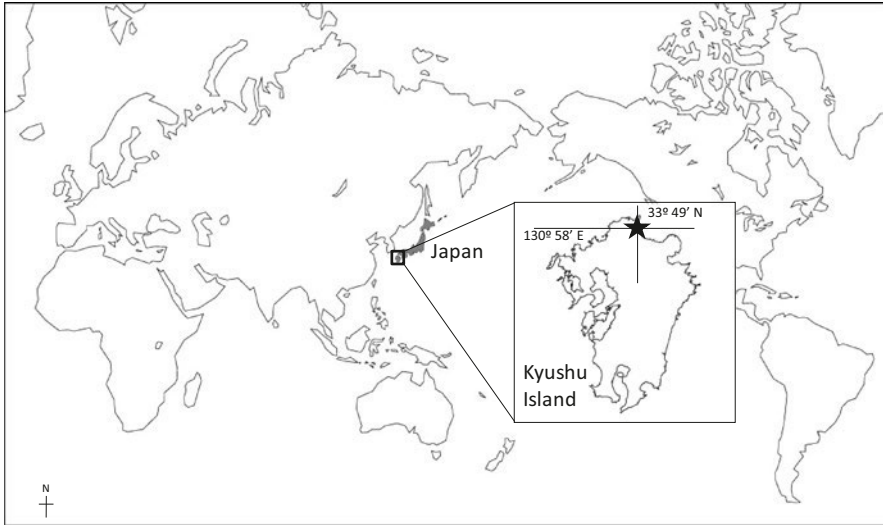 33º 49’ N
130º 58’ E
Japan
Kyushu
Island
N